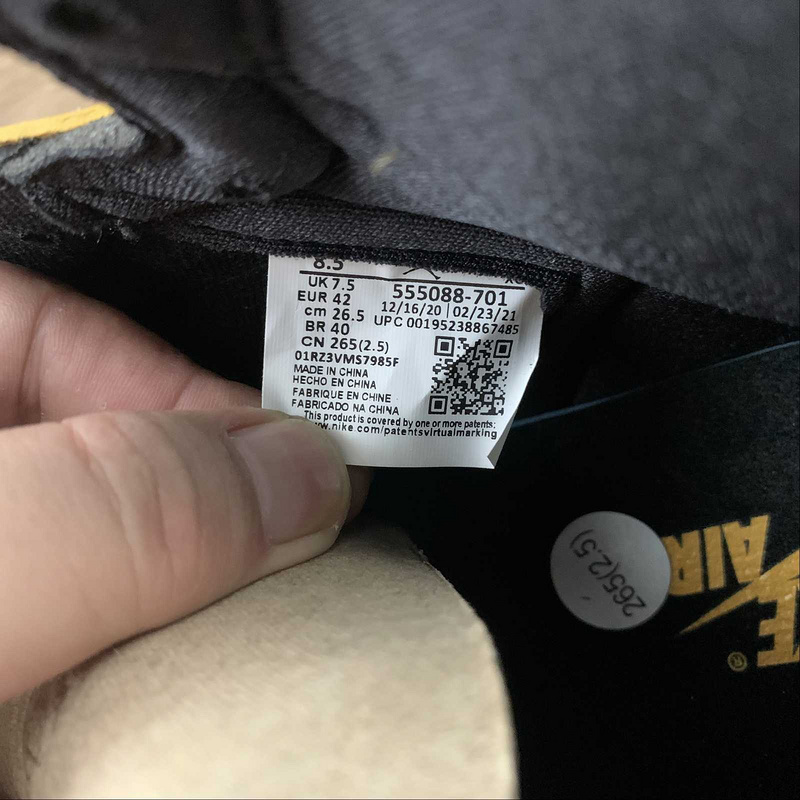 8.5
UK 7.5
EUR 42
cm 26.5
BR 40
CN 265(2.5)
555088-701
12/16/20 | 02/23/21
UPC 00195238867485
01RZ3VMS7985F
MADE IN CHINA
HECHO EN CHINA
FABRIQUE EN CHINE
FABRICADO NA CHINA
This product is covered by one or more patents:
w.nike.com/patentsvirtualmarking
265(2.5)
AIR
KE ®